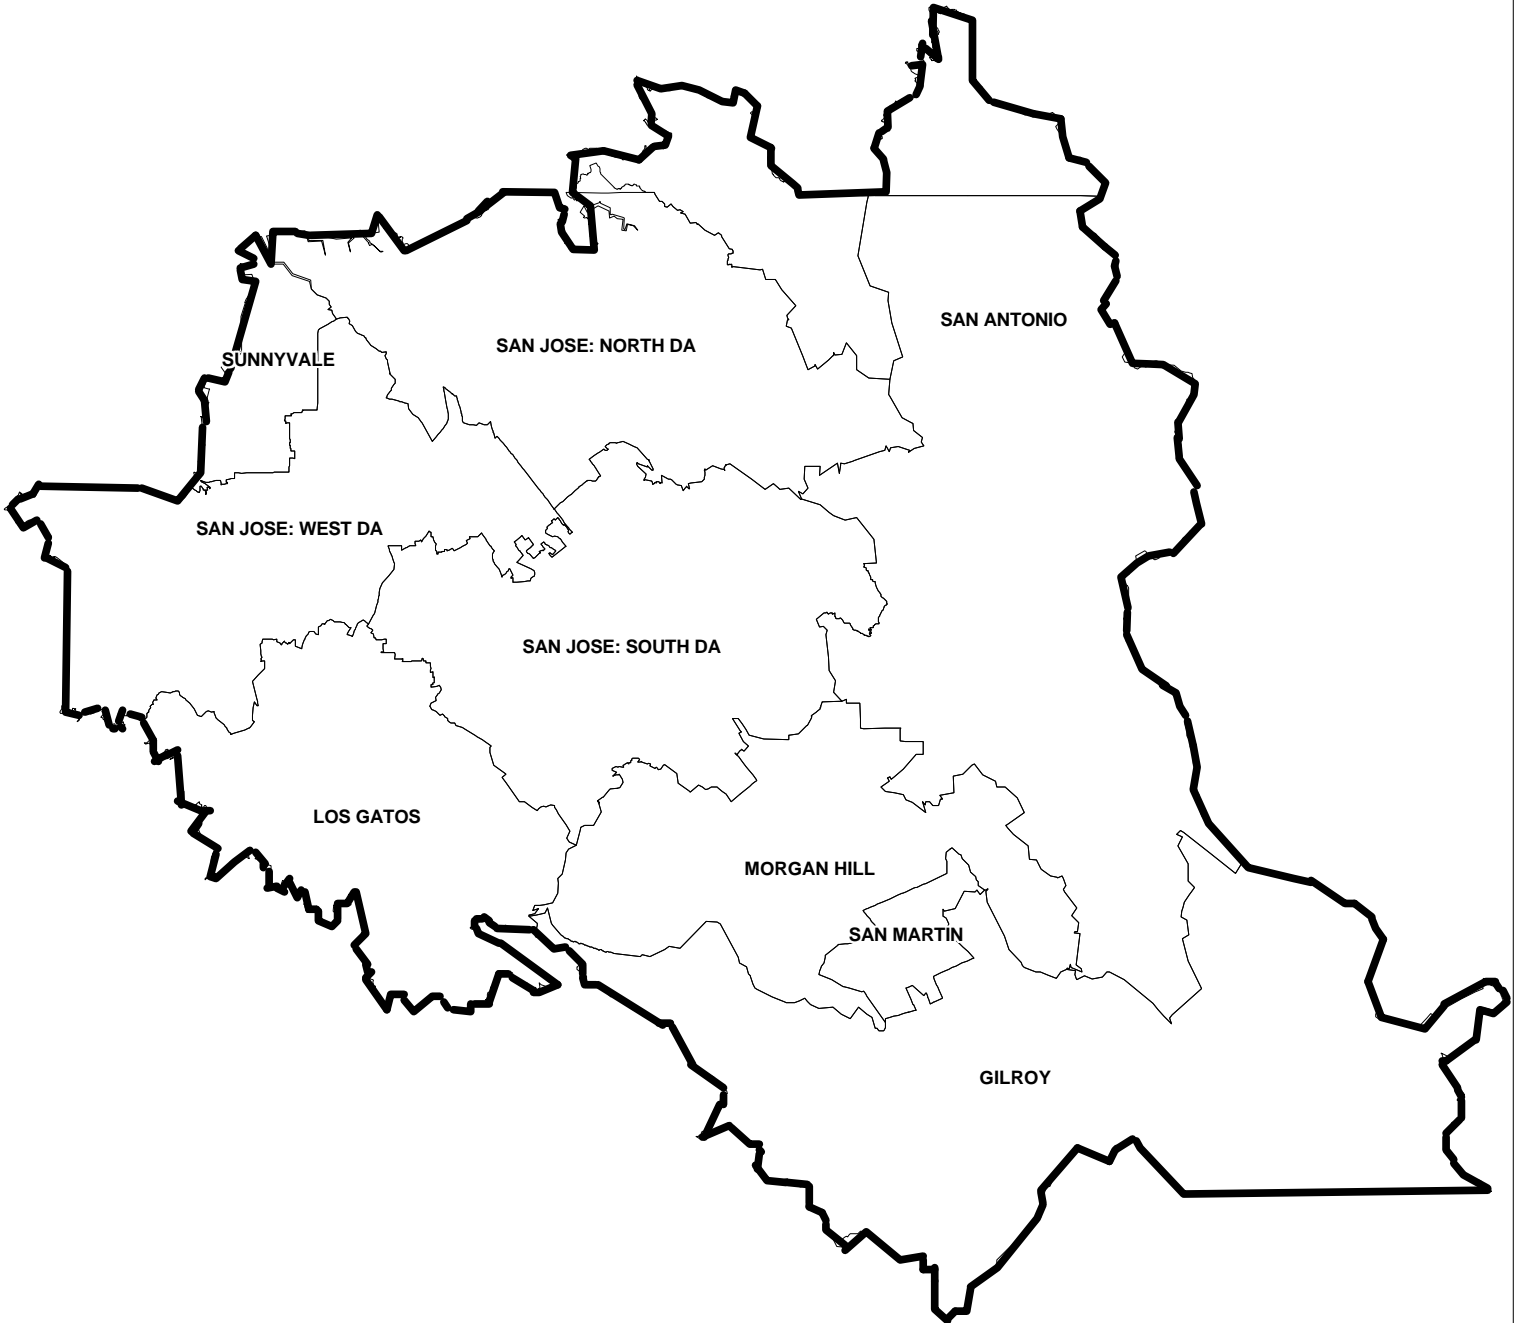 SAN ANTONIO
SAN JOSE: NORTH DA
SUNNYVALE
SAN JOSE: WEST DA
SAN JOSE: SOUTH DA
LOS GATOS
MORGAN HILL
SAN MARTIN
GILROY